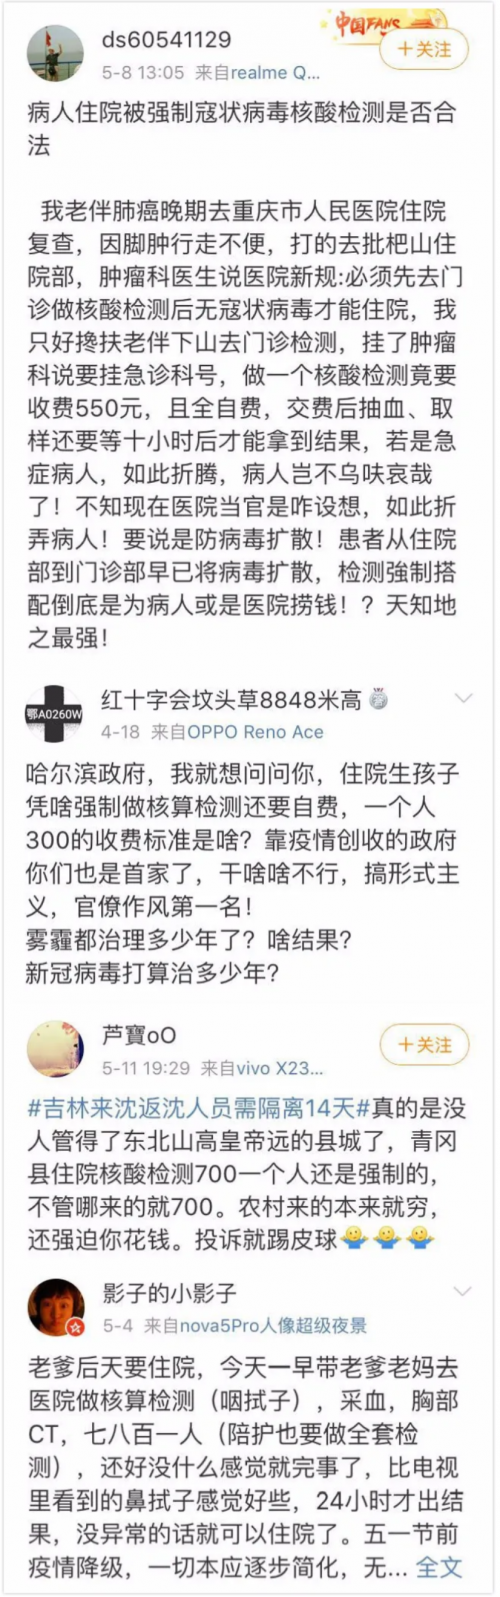 中国FANS
ds60541129
+关注
5-8 13:05 来自realme Q...
病人住院被强制寇状病毒核酸检测是否合
法
我老伴肺癌晚期去重庆市人民医院住院
复查，因脚肿行走不便，打的去批杷山住
院部，肿瘤科医生说医院新规:必须先去门
诊做核酸检测后无寇状病毒才能住院，我
只好搀扶老伴下山去门诊检测，挂了肿瘤
科说要挂急诊科号，做一个核酸检测竟要
收费550元，且全自费，交费后抽血、取
样还要等十小时后才能拿到结果，若是急
症病人，如此折腾，病人岂不乌呋哀哉
了！不知现在医院当官是咋设想，如此折
弄病人！要说是防病毒扩散！患者从住院
部到门诊部早已将病毒扩散，检测強制搭
配倒底是为病人或是医院捞钱！？天知地
之最强！
鄂A0260W
红十字会坟头草8848米高
4-18 来自OPPO Reno Ace
哈尔滨政府，我就想问问你，住院生孩子
凭啥强制做核算检测还要自费，一个人
300的收费标准是啥？靠疫情创收的政府
你们也是首家了，干啥啥不行，搞形式主
义，官僚作风第一名！
雾霾都治理多少年了？啥结果？
新冠病毒打算治多少年？
芦寶oO
+关注
5-11 19:29 来自vivo X23...
#吉林来沈返沈人员需隔离14天#真的是没
人管得了东北山高皇帝远的县城了，青冈
县住院核酸检测700一个人还是强制的，
不管哪来的就700。农村来的本来就穷，
还强迫你花钱。投诉就踢皮球
影子的小影子
5-4 来自nova5Pro人像超级夜景
老爹后天要住院，今天一早带老爹老妈去
医院做核算检测（咽拭子），采血，胸部
CT，七八百一人（陪护也要做全套检
测），还好没什么感觉就完事了，比电视
里看到的鼻拭子感觉好些，24小时才出结
果，没异常的话就可以住院了。五一节前
疫情降级，一切本应逐步简化，无... 全文